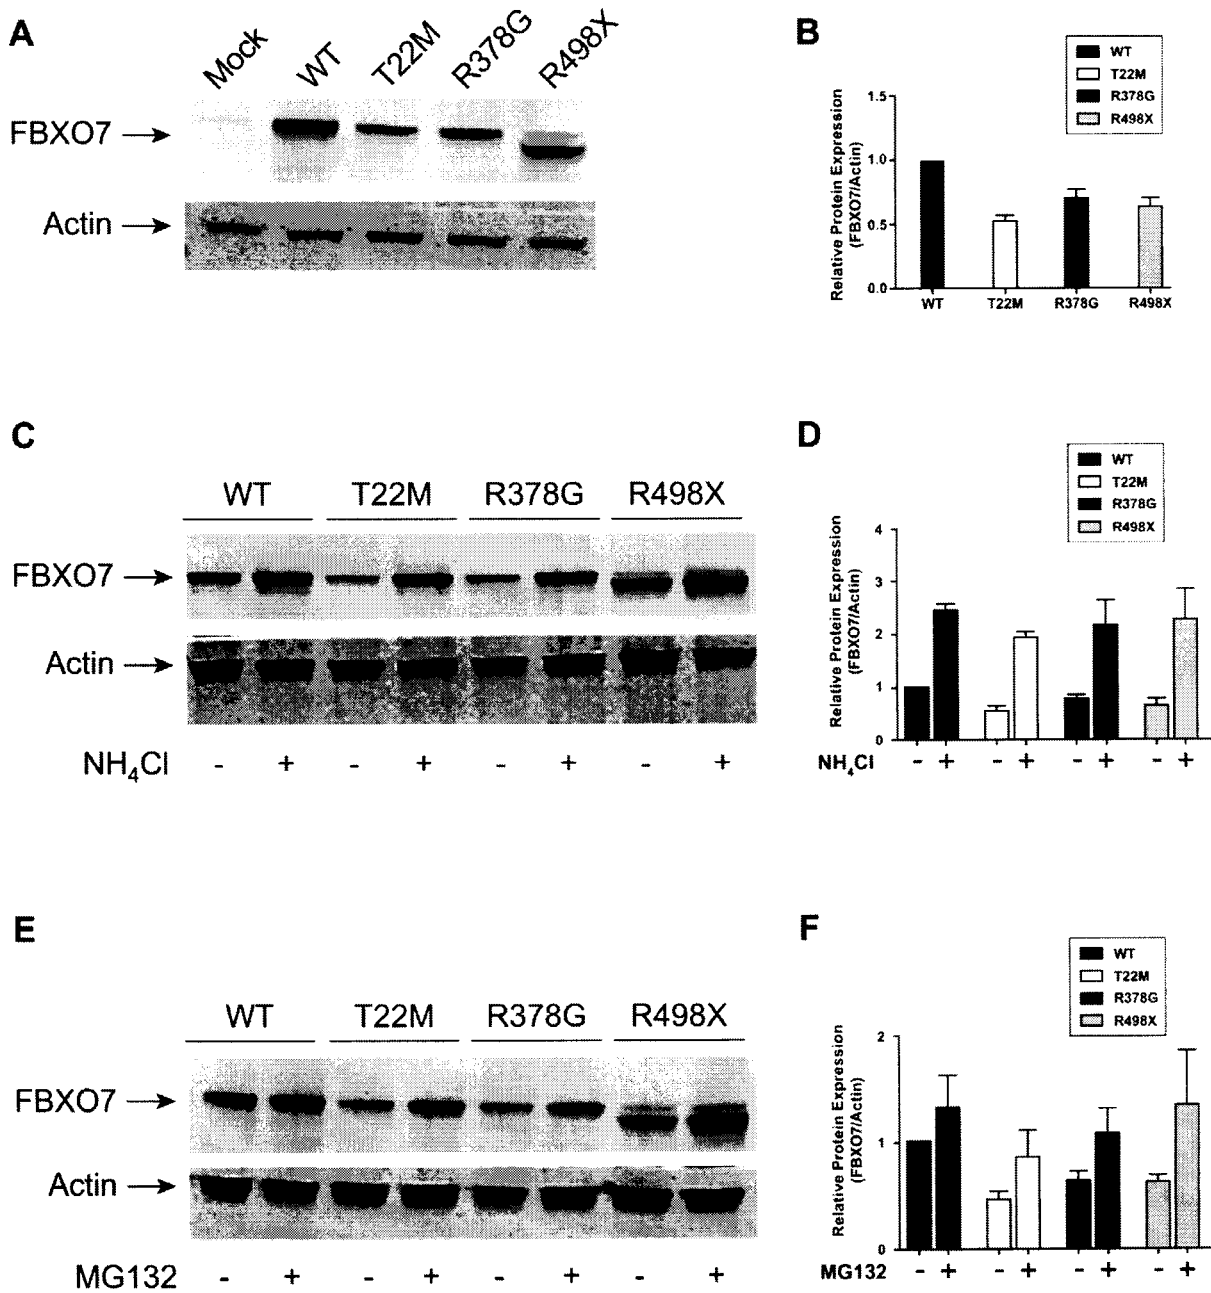 A
Mock WT T22M R378G R498X
FBXO7
Actin
B
WT
T22M
R378G
R498X
Relative Protein Expression
(FBXO7/Actin)
1.5
1.0
0.5
0.0
WT T22M R378G R498X
C
WT T22M R378G R498X
FBXO7
Actin
NH4Cl - + - + - + - +
D
WT
T22M
R378G
R498X
Relative Protein Expression
(FBXO7/Actin)
4
3
2
1
0
NH4Cl - + - + - + - +
E
WT T22M R378G R498X
FBXO7
Actin
MG132 - + - + - + - +
F
WT
T22M
R378G
R498X
Relative Protein Expression
(FBXO7/Actin)
2
1
0
MG132 - + - + - + - +